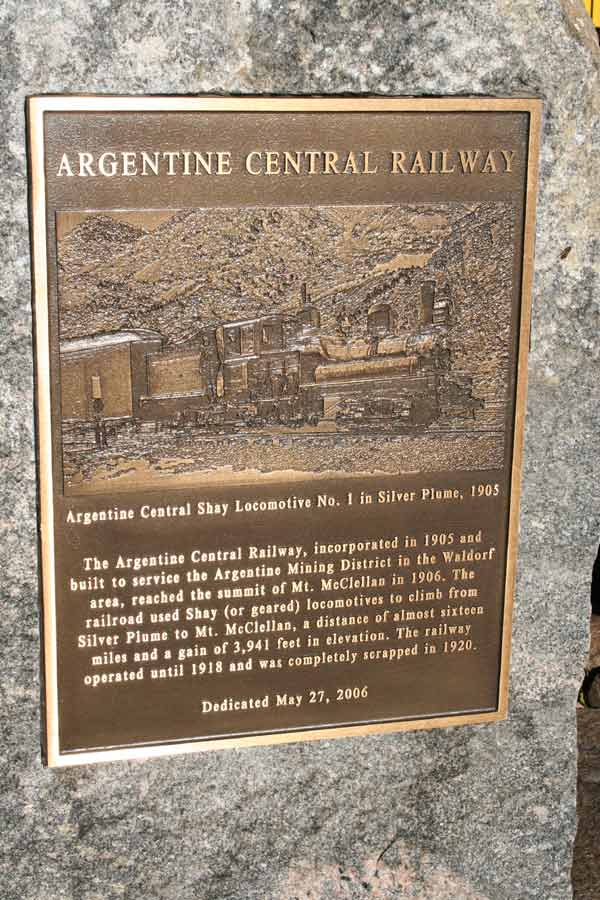 ARGENTINE CENTRAL RAILWAY
Argentine Central Shay Locomotive No. 1 in Silver Plume, 1905
The Argentine Central Railway, incorporated in 1905 and
built to service the Argentine Mining District in the Waldorf
area, reached the summit of Mt. McClellan in 1906. The
railroad used Shay (or geared) locomotives to climb from
Silver Plume to Mt. McClellan, a distance of almost sixteen
miles and a gain of 3,941 feet in elevation. The railway
operated until 1918 and was completely scrapped in 1920.
Dedicated May 27, 2006